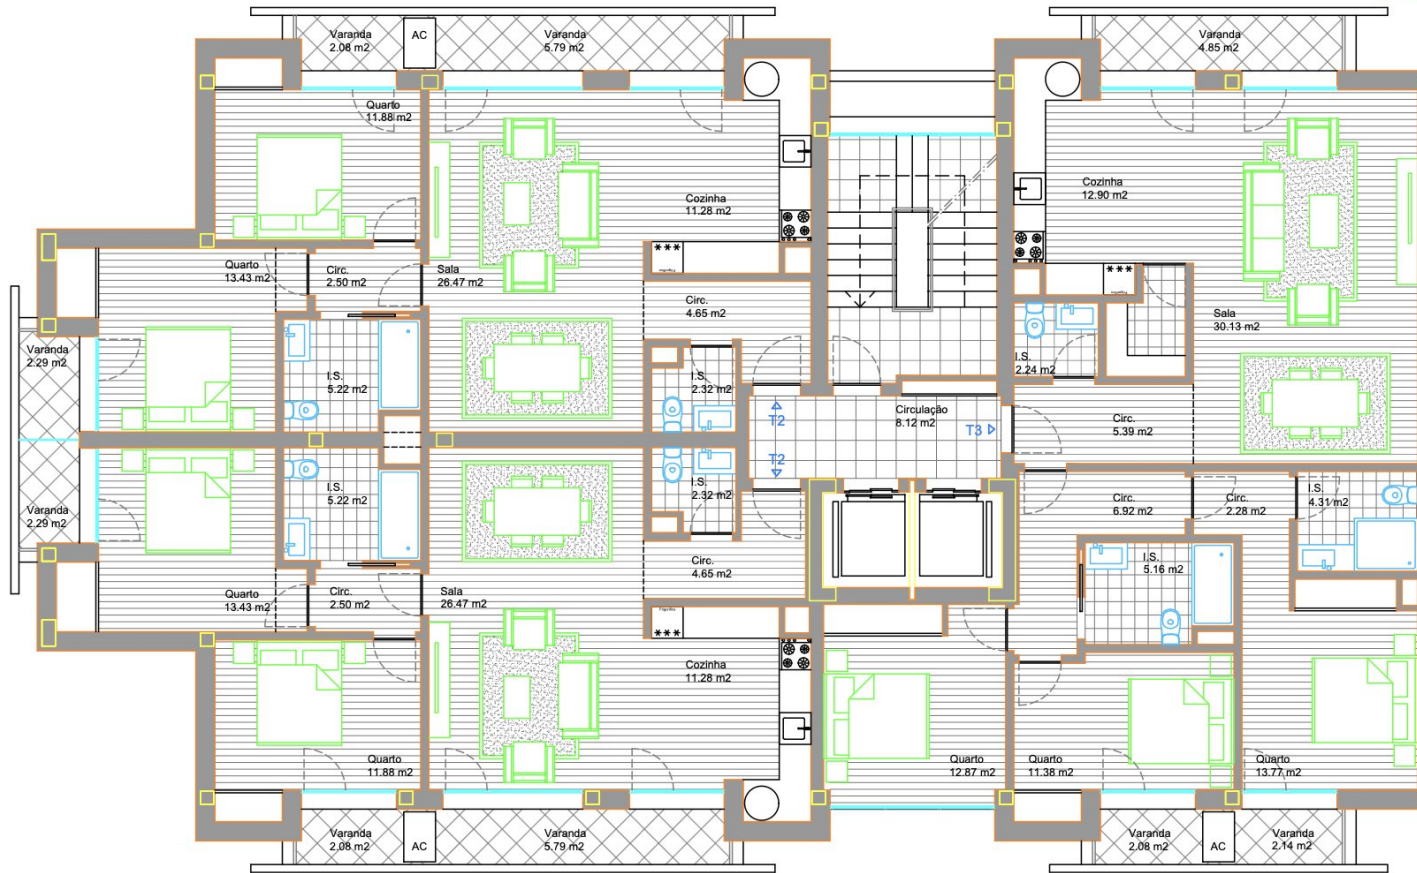 Varanda
2.08 m2
AC
Varanda
5.79 m2
Varanda
4.85 m2
Quarto
11.88 m2
Cozinha
11.28 m2
Cozinha
12.90 m2
***
***
Quarto
13.43 m2
Circ.
2.50 m2
Sala
26.47 m2
Circ.
4.65 m2
Sala
30.13 m2
Varanda
2.29 m2
I.S.
5.22 m2
I.S.
2.32 m2
I.S.
2.24 m2
T2
Circulação
8.12 m2
T3
Circ.
5.39 m2
T2
Varanda
2.29 m2
I.S.
5.22 m2
I.S.
2.32 m2
Circ.
6.92 m2
Circ.
2.28 m2
I.S.
4.31 m2
Quarto
13.43 m2
Circ.
2.50 m2
Sala
26.47 m2
Circ.
4.65 m2
I.S.
5.16 m2
***
Cozinha
11.28 m2
Quarto
11.88 m2
Quarto
12.87 m2
Quarto
11.38 m2
Quarto
13.77 m2
Varanda
2.08 m2
AC
Varanda
5.79 m2
Varanda
2.08 m2
AC
Varanda
2.14 m2